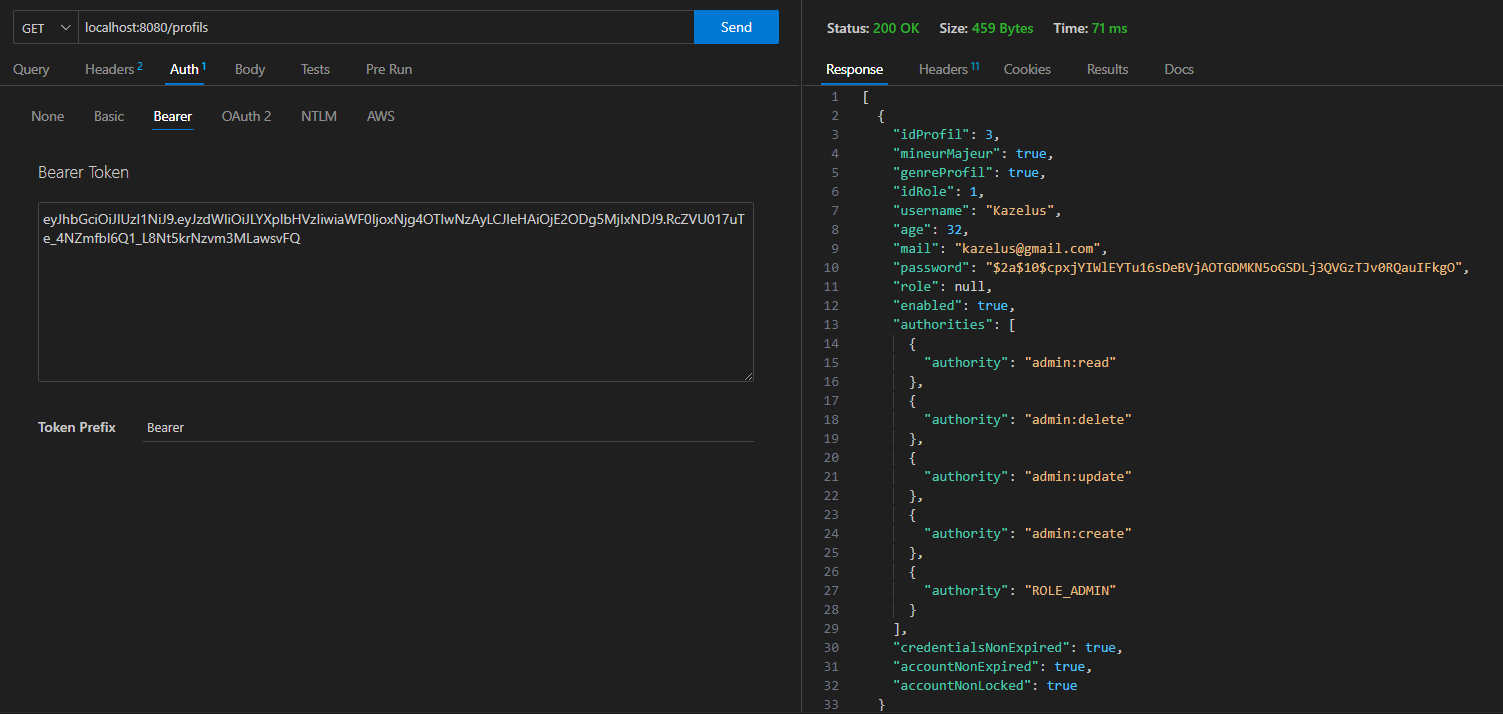 GET localhost:8080/profils Send
Query Headers 2 Auth 1 Body Tests Pre Run
None Basic Bearer OAuth 2 NTLM AWS
Bearer Token
eyJhbGciOiJIUzI1NiJ9.eyJzdWIiOiJLYXplbHVzIiwiaWF0IjoxNjg4OTIwNzAyLCJleHAiOjE2ODg5MjIxNDJ9.RcZVU017uT
e_4NZmfbI6Q1_L8Nt5krNzvm3MLawsvFQ
Token Prefix Bearer
Status: 200 OK Size: 459 Bytes Time: 71 ms
Response Headers 11 Cookies Results Docs
1 [
2 {
3 "idProfil": 3,
4 "mineurMajeur": true,
5 "genreProfil": true,
6 "idRole": 1,
7 "username": "Kazelus",
8 "age": 32,
9 "mail": "kazelus@gmail.com",
10 "password": "$2a$10$cpxjYIWlEYTu16sDeBVjAOTGDMKN5oGSDLj3QVGzTJv0RQauIFkgO",
11 "role": null,
12 "enabled": true,
13 "authorities": [
14 {
15 "authority": "admin:read"
16 },
17 {
18 "authority": "admin:delete"
19 },
20 {
21 "authority": "admin:update"
22 },
23 {
24 "authority": "admin:create"
25 },
26 {
27 "authority": "ROLE_ADMIN"
28 }
29 ],
30 "credentialsNonExpired": true,
31 "accountNonExpired": true,
32 "accountNonLocked": true
33 }